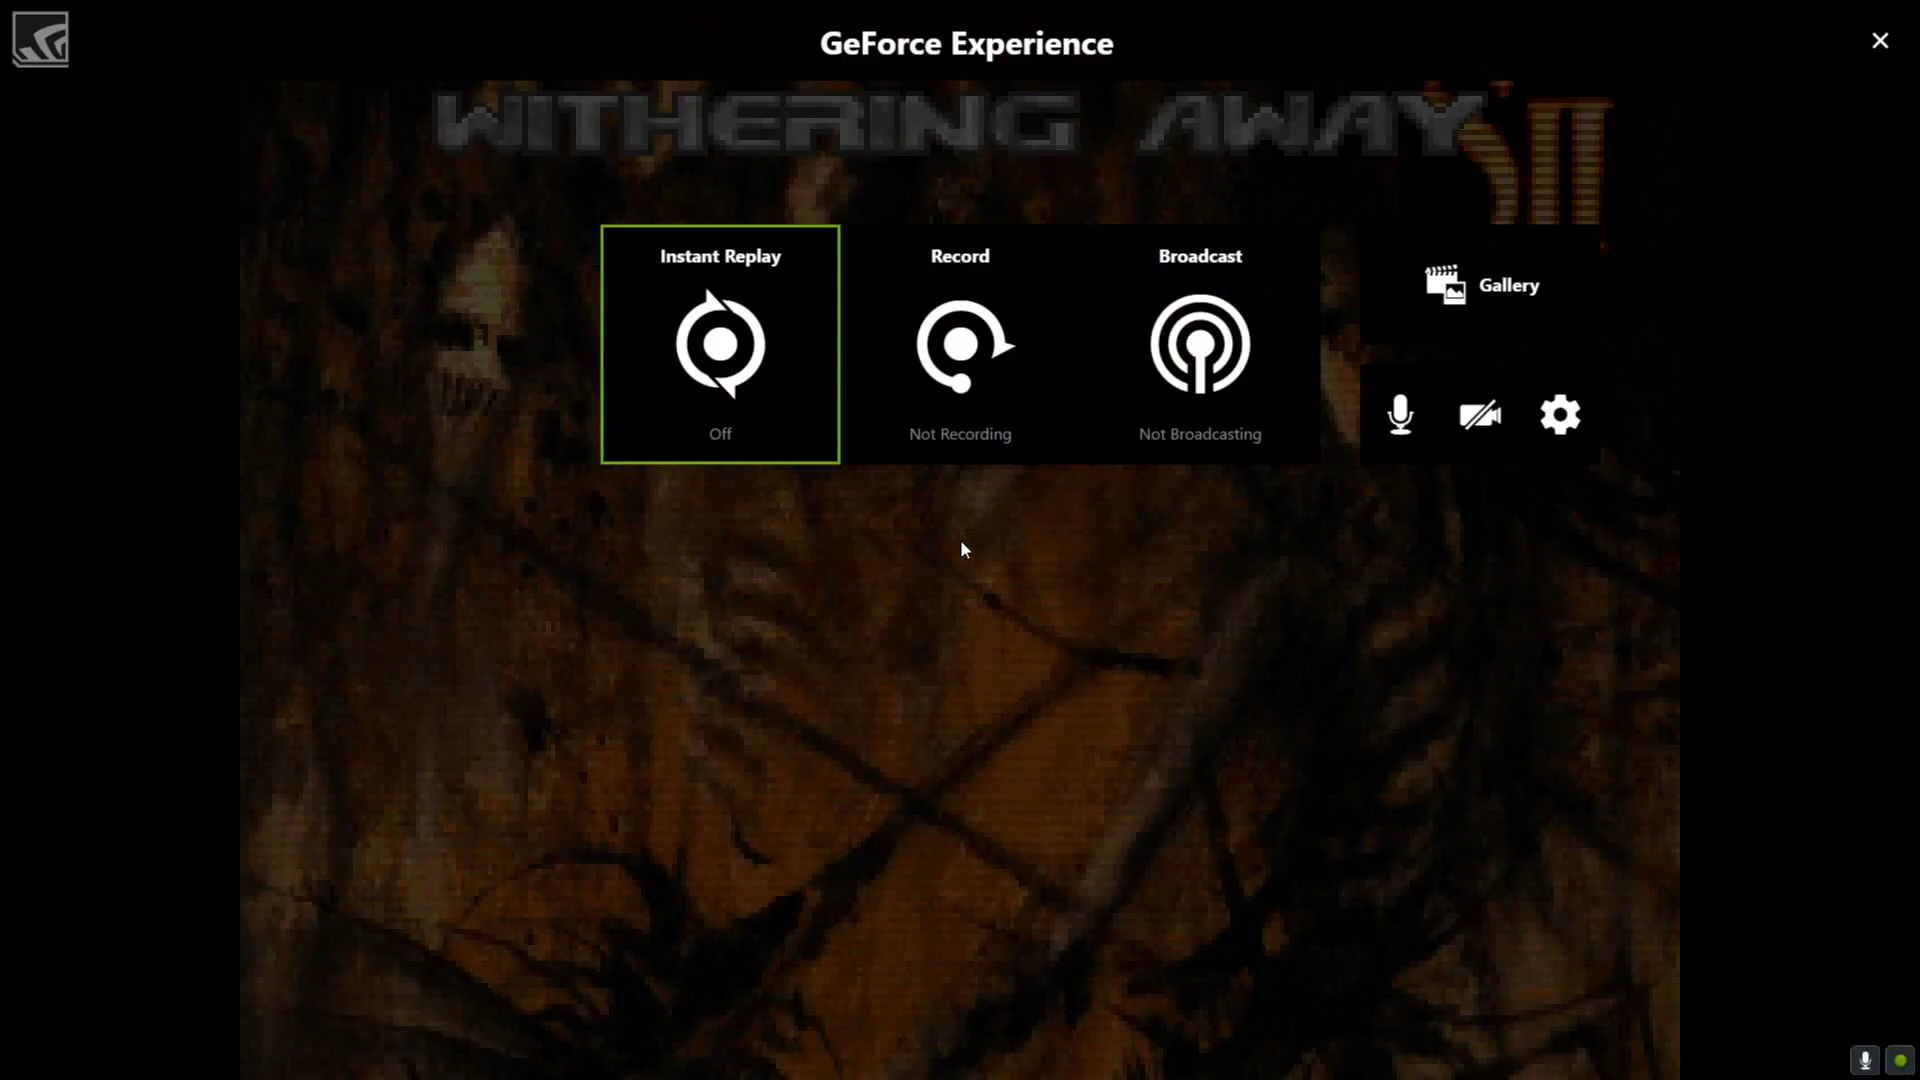 GeForce Experience
WITHERING AWAY
Instant Replay
Record
Broadcast
Gallery
Off
Not Recording
Not Broadcasting